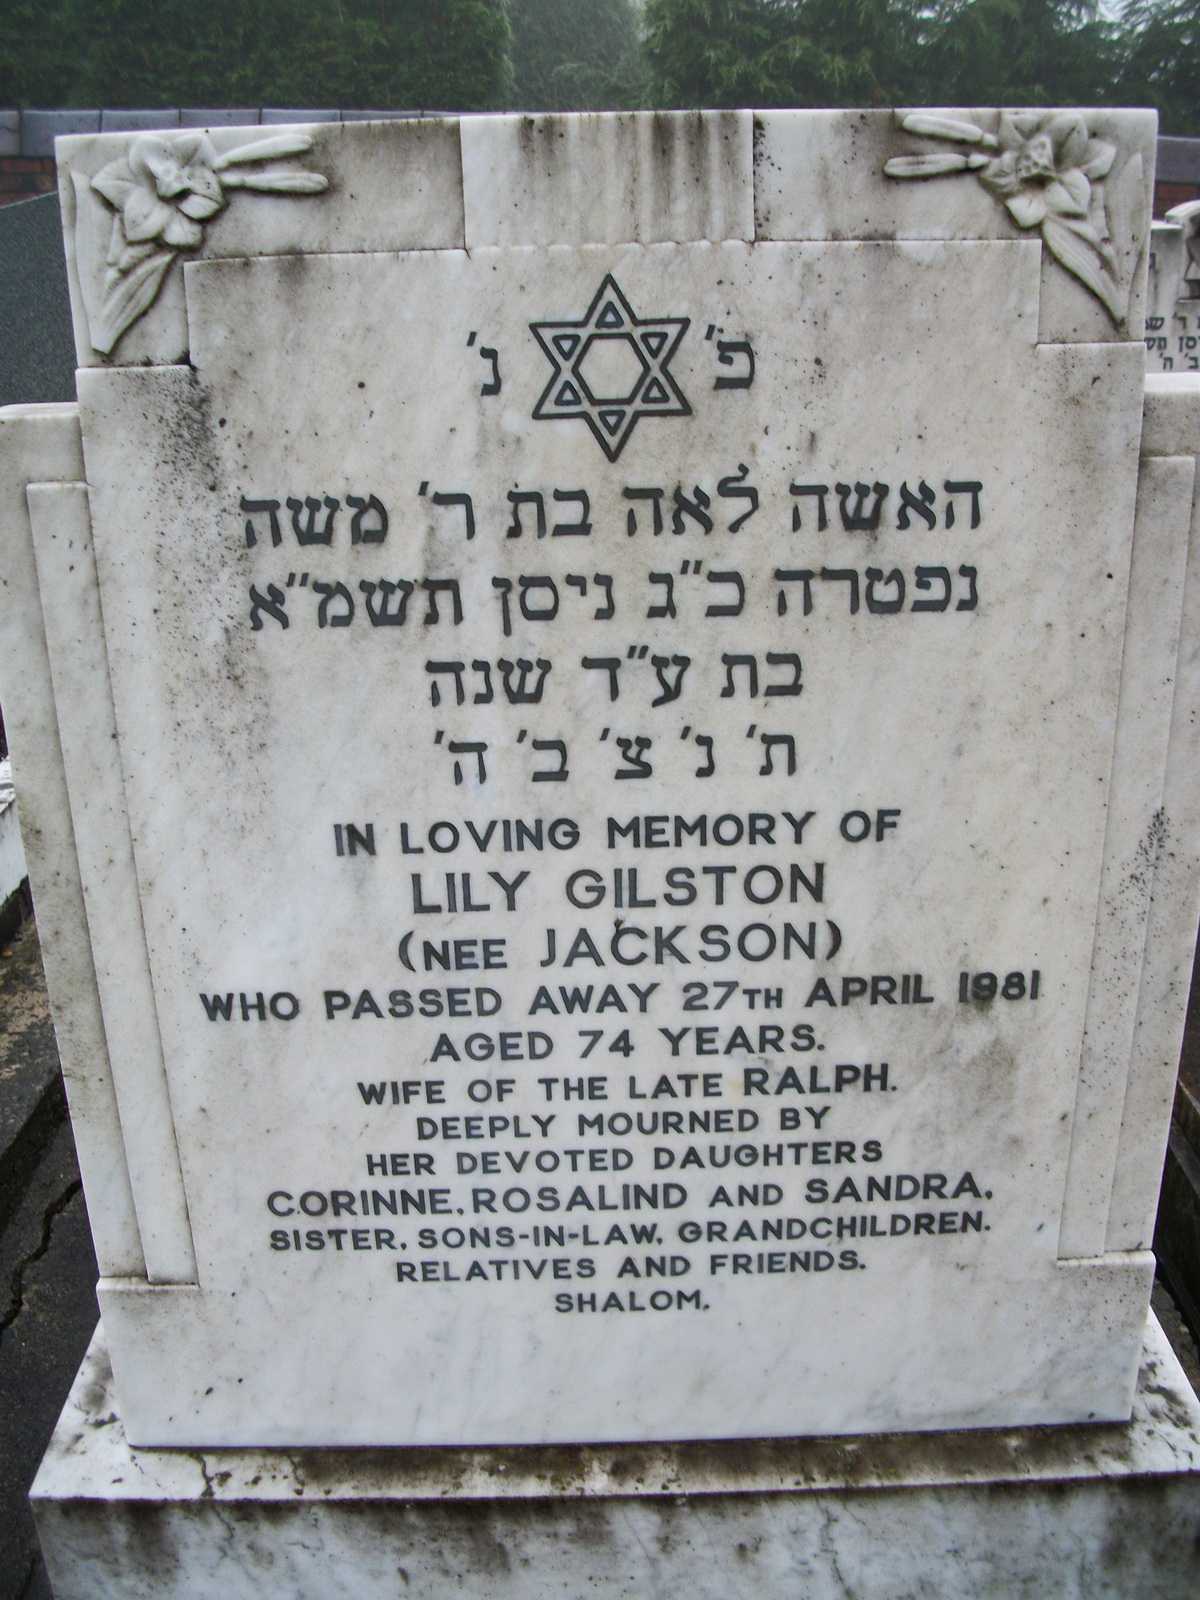 פ' נ'
האשה לאה בת ר' משה
נפטרה כ"ג ניסן תשמ"א
בת ע"ד שנה
ת' נ' צ' ב' ה'
IN LOVING MEMORY OF
LILY GILSTON
(NEE JACKSON)
WHO PASSED AWAY 27TH APRIL 1981
AGED 74 YEARS.
WIFE OF THE LATE RALPH.
DEEPLY MOURNED BY
HER DEVOTED DAUGHTERS
CORINNE, ROSALIND AND SANDRA,
SISTER, SONS-IN-LAW, GRANDCHILDREN.
RELATIVES AND FRIENDS.
SHALOM.